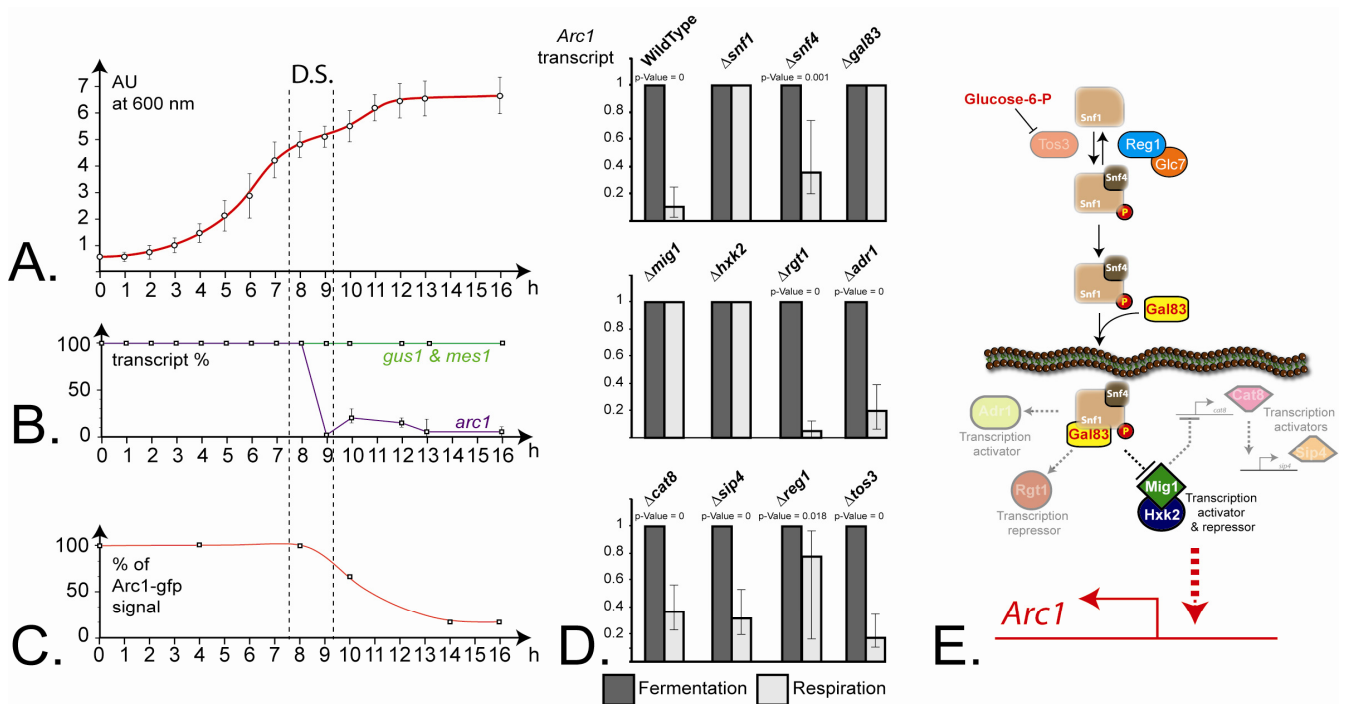 AU
at 600 nm
D.S.
7
6
5
4
3
2
1
0 1 2 3 4 5 6 7 8 9 10 11 12 13 14 15 16 h
A.
100
50
0
transcript %
gus1 & mes1
arc1
0 1 2 3 4 5 6 7 8 9 10 11 12 13 14 15 16 h
B.
100
50
0
% of
Arc1-gfp
signal
0 1 2 3 4 5 6 7 8 9 10 11 12 13 14 15 16 h
C.
Arc1
transcript
WildType Δsnf1 Δsnf4 Δgal83
p-Value = 0 p-Value = 0.001
1
0.8
0.6
0.4
0.2
Δmig1 Δhxk2 Δrgt1 Δadr1
p-Value = 0 p-Value = 0
1
0.8
0.6
0.4
0.2
Δcat8 Δsip4 Δreg1 Δtos3
p-Value = 0 p-Value = 0 p-Value = 0.018 p-Value = 0
1
0.8
0.6
0.4
0.2
D.
Fermentation Respiration
Glucose-6-P
Snf1
Tos3
Reg1
Glc7
Snf4
Snf1
P
Snf4
Snf1
P
Gal83
Snf4
Snf1
Gal83
P
Adr1
Transcription
activator
Rgt1
Transcription
repressor
cat8
Cat8
Transcription
activators
sip4
Sip4
Mig1
Hxk2
Transcription
activator
& repressor
Arc1
E.